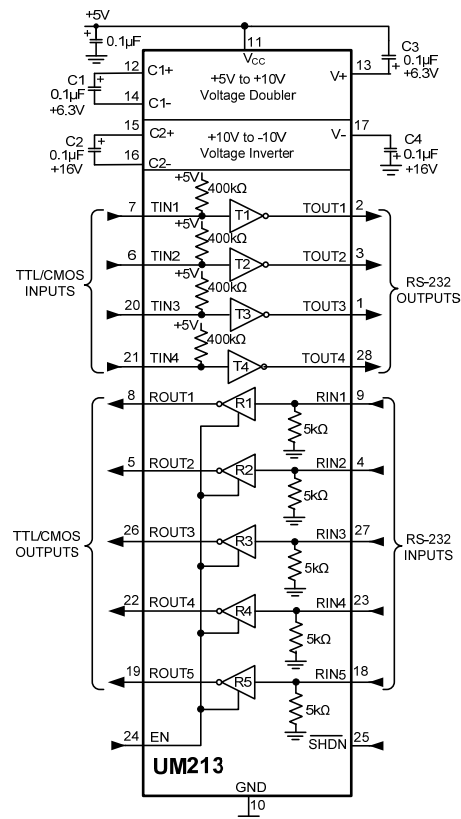 +5V
0.1µF
11
VCC
C3
0.1µF
+6.3V
12
C1+
C1
0.1µF
+6.3V
14
C1-
+5V to +10V
Voltage Doubler
V+
13
15
C2+
C2
0.1µF
+16V
16
C2-
+10V to -10V
Voltage Inverter
V-
17
C4
0.1µF
+16V
+5V
400kΩ
7
TIN1
T1
TOUT1
2
+5V
400kΩ
6
TIN2
T2
TOUT2
3
TTL/CMOS
INPUTS
RS-232
OUTPUTS
+5V
400kΩ
20
TIN3
T3
TOUT3
1
+5V
400kΩ
21
TIN4
T4
TOUT4
28
8
ROUT1
R1
RIN1
9
5kΩ
5
ROUT2
R2
RIN2
4
5kΩ
26
ROUT3
R3
RIN3
27
5kΩ
TTL/CMOS
OUTPUTS
RS-232
INPUTS
22
ROUT4
R4
RIN4
23
5kΩ
19
ROUT5
R5
RIN5
18
5kΩ
24
EN
SHDN
25
UM213
GND
10